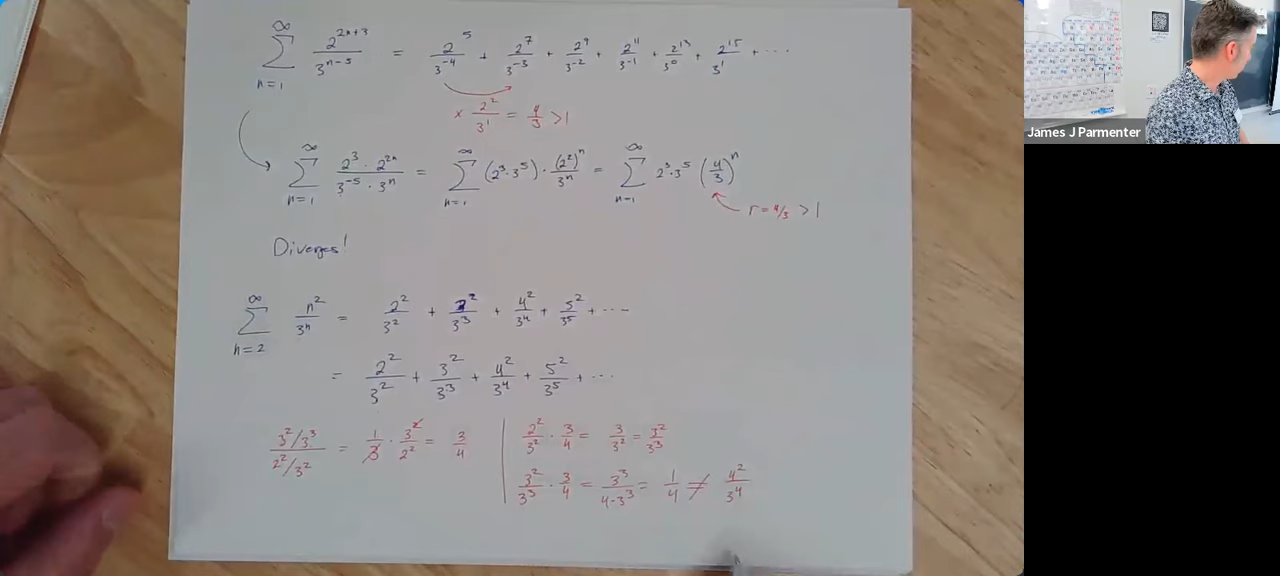 ∞
∑ 2^{2n+3} / 3^{n-5} = 2^5/3^{-4} + 2^7/3^{-3} + 2^9/3^{-2} + 2^{11}/3^{-1} + 2^{13}/3^0 + 2^{15}/3^1 + ...
n=1
× 2^2/3^1 = 4/3 >1
∞ ∞ ∞
∑ 2^3 · 2^{2n} / 3^{-5} · 3^n = ∑ (2^3·3^5) · (2^2)^n / 3^n = ∑ 2^3·3^5 (4/3)^n
n=1 n=1 n=1
r = 4/3 >1
Diverges!
∞
∑ n^2/3^n = 2^2/3^2 + 3^2/3^3 + 4^2/3^4 + 5^2/3^5 + ...
n=2
= 2^2/3^2 + 3^2/3^3 + 4^2/3^4 + 5^2/3^5 + ...
3^2/3^3 / 2^2/3^2 = 1/3 · 3^2/2^2 = 3/4
2^2/3^2 · 3/4 = 3/3^2 = 3^2/3^3
3^2/3^3 · 3/4 = 3^3/4·3^3 = 1/4 ≠ 4^2/3^4
James J Parmenter